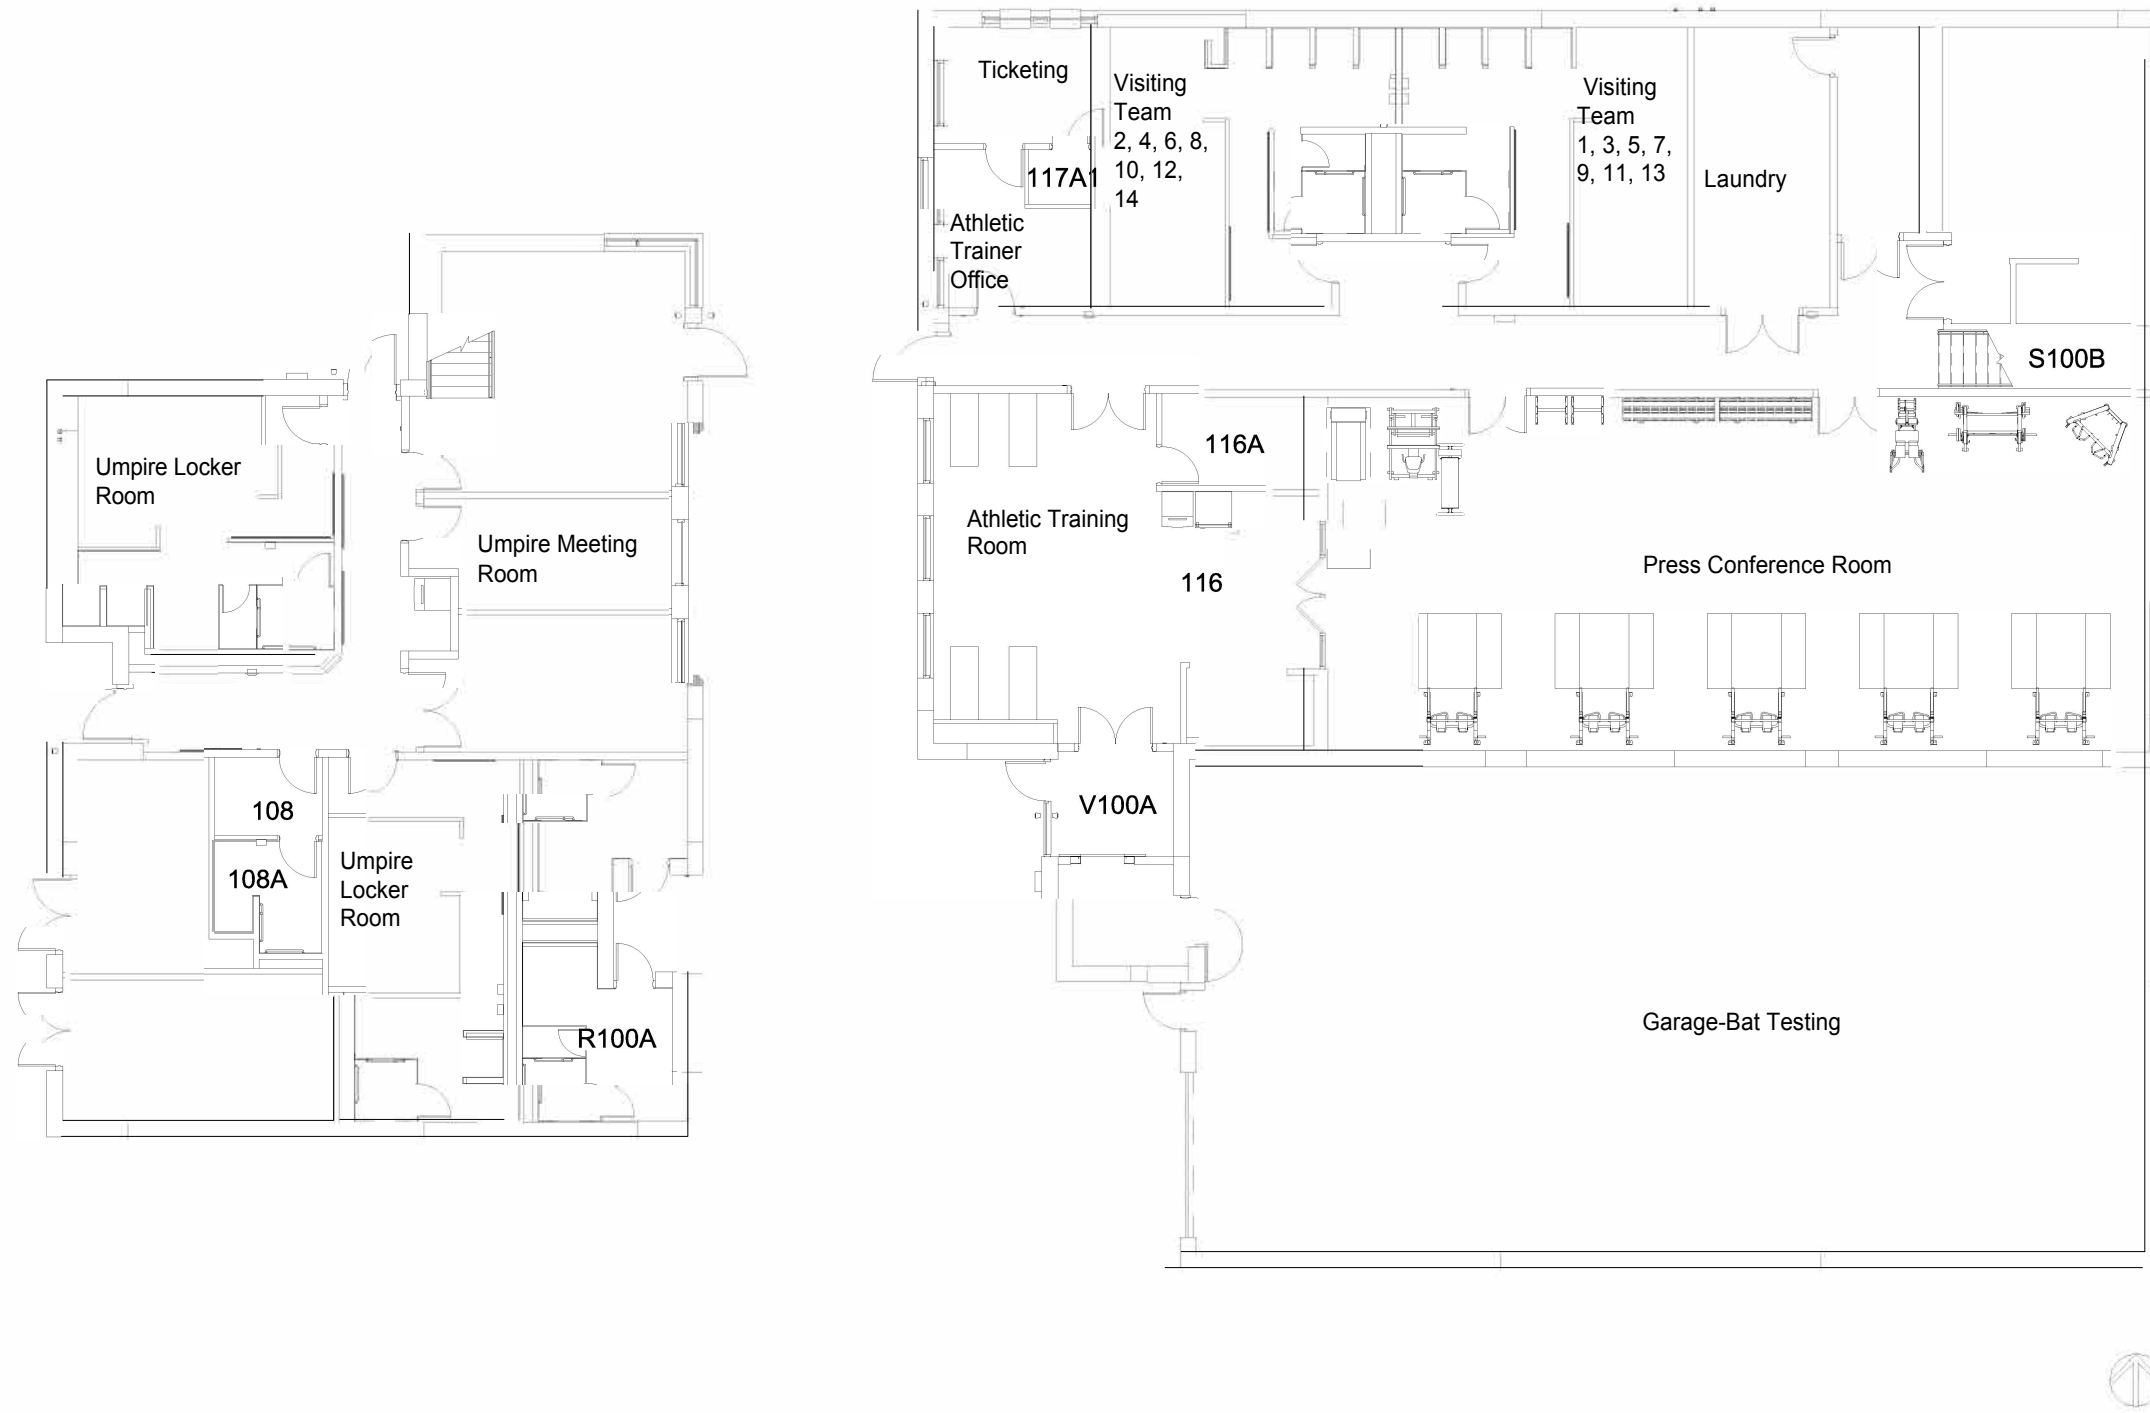 Ticketing
117A1
Athletic
Trainer
Office
Visiting
Team
2, 4, 6, 8,
10, 12,
14
Visiting
Team
1, 3, 5, 7,
9, 11, 13
Laundry
S100B
Umpire Locker
Room
Umpire Meeting
Room
116A
Athletic Training
Room
116
Press Conference Room
108
108A
Umpire
Locker
Room
R100A
V100A
Garage-Bat Testing